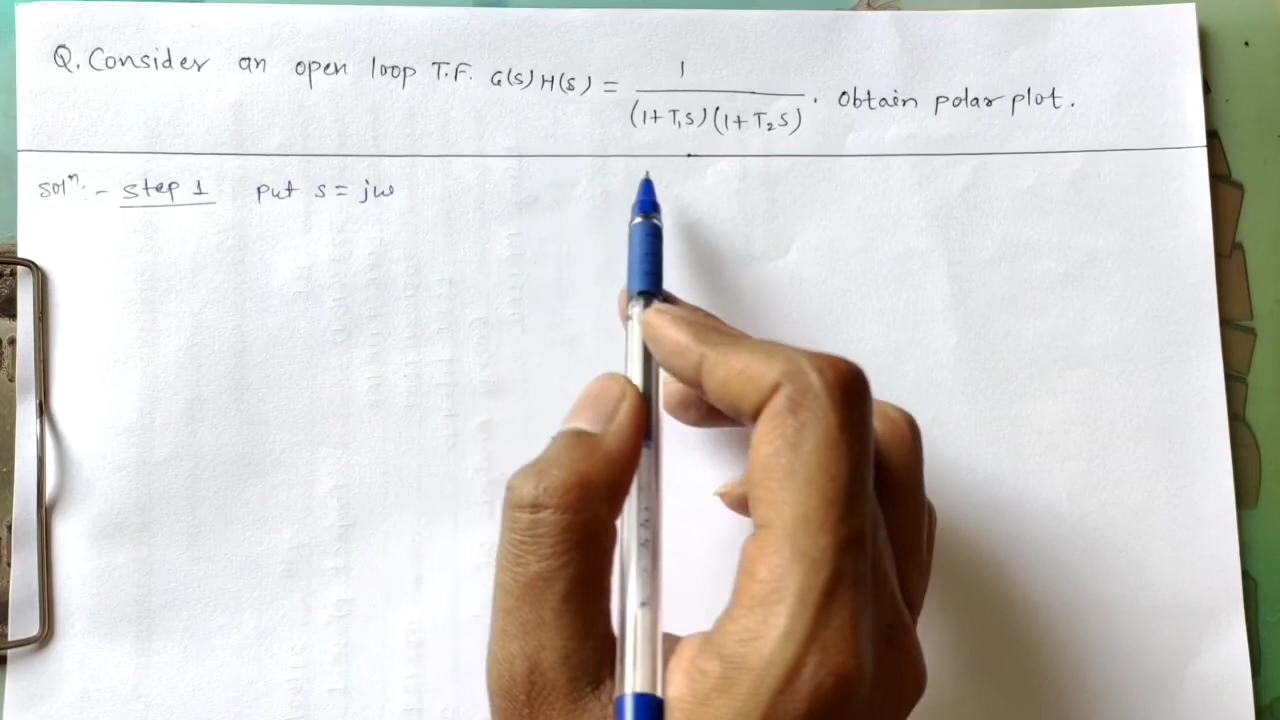 Q. Consider an open loop T.F. G(s) H(s) = 1 / (1+T₁s) (1+T₂s) . Obtain polar plot.
solⁿ:- step 1 put s = jω